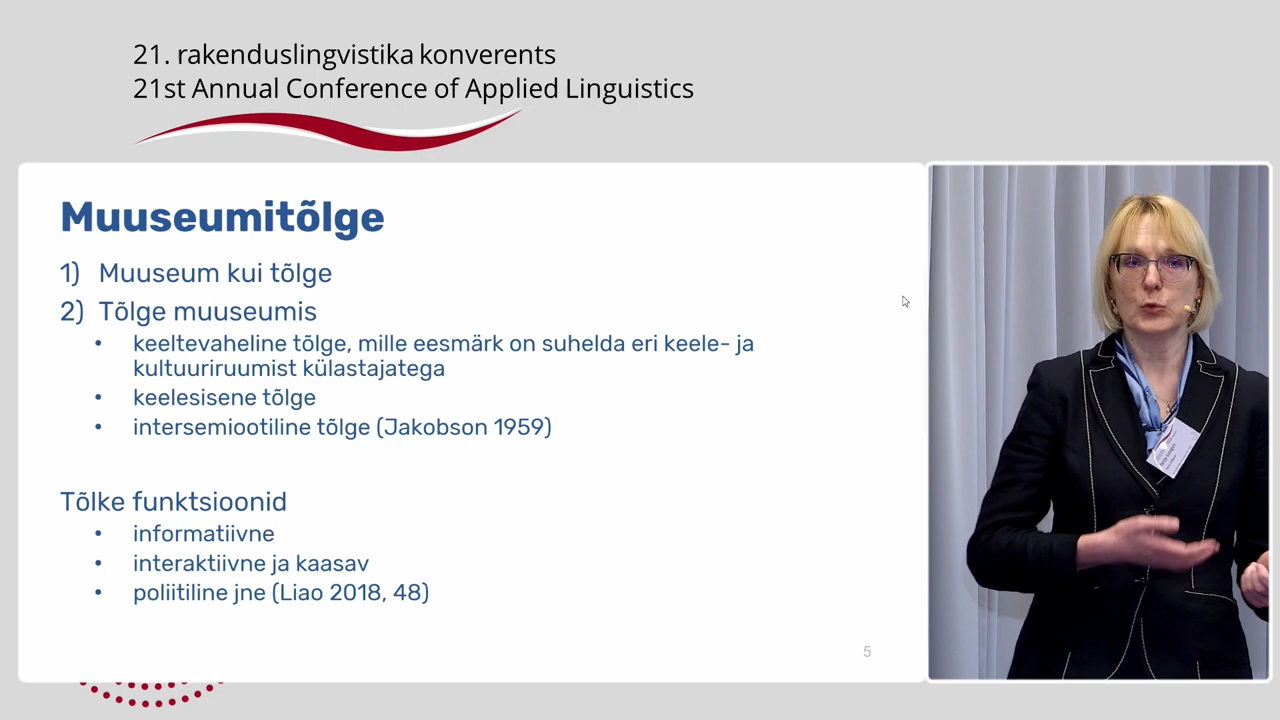 21. rakenduslingvistika konverents
21st Annual Conference of Applied Linguistics
Muuseumitõlge
1) Muuseum kui tõlge
2) Tõlge muuseumis
• keeltevaheline tõlge, mille eesmärk on suhelda eri keele- ja
kultuuriruumist külastajatega
• keelesisene tõlge
• intersemiootiline tõlge (Jakobson 1959)
Tõlke funktsioonid
• informatiivne
• interaktiivne ja kaasav
• poliitiline jne (Liao 2018, 48)
5